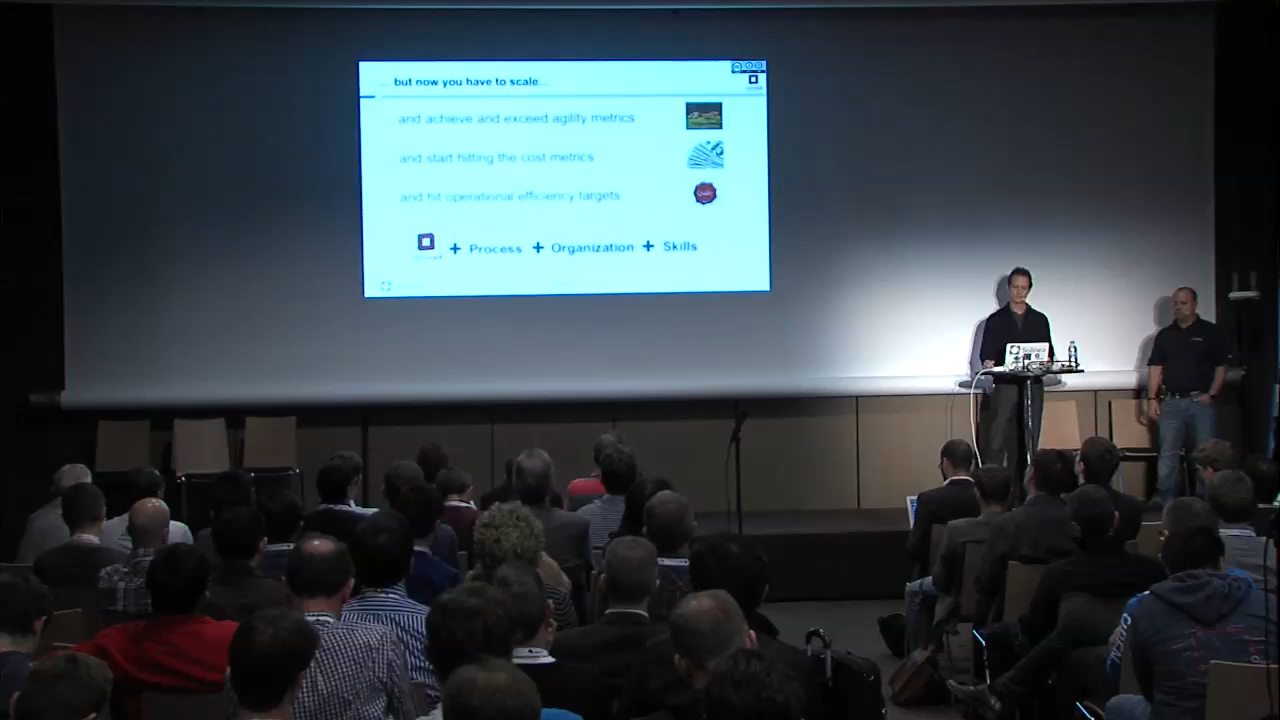 ... but now you have to scale...
and achieve and exceed agility metrics
and start hitting the cost metrics
and hit operational efficiency targets
+ Process + Organization + Skills
Solinea